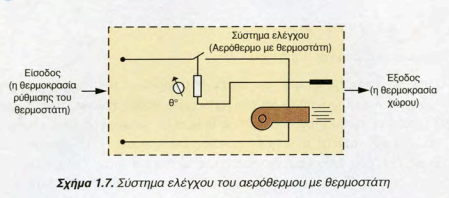 Σύστημα ελέγχου
(Αερόθερμο με θερμοστάτη)
Είσοδος
(η θερμοκρασία
ρύθμισης του
θερμοστάτη)
θ°
Έξοδος
(η θερμοκρασία
χώρου)
Σχήμα 1.7. Σύστημα ελέγχου του αερόθερμου με θερμοστάτη